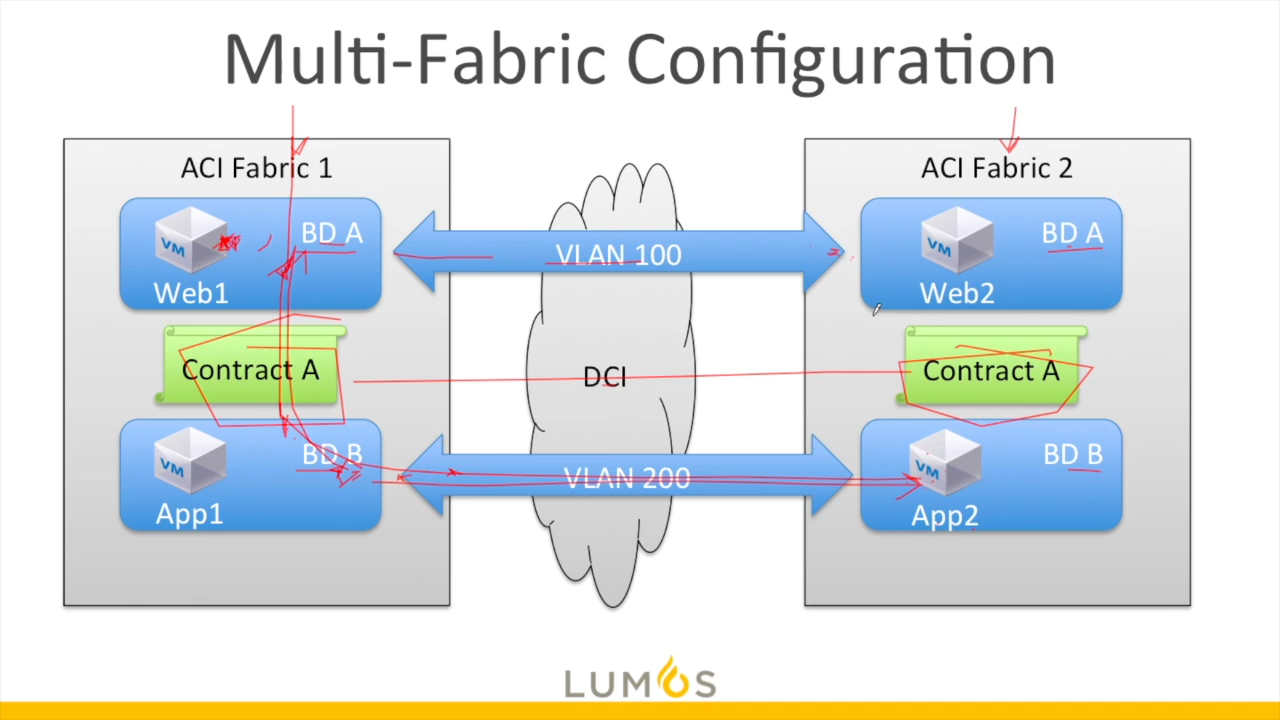 Multi-Fabric Configuration
ACI Fabric 1
VM
BD A
Web1
Contract A
VM
BD B
App1
VLAN 100
DCI
VLAN 200
ACI Fabric 2
VM
BD A
Web2
Contract A
VM
BD B
App2
LUMOS